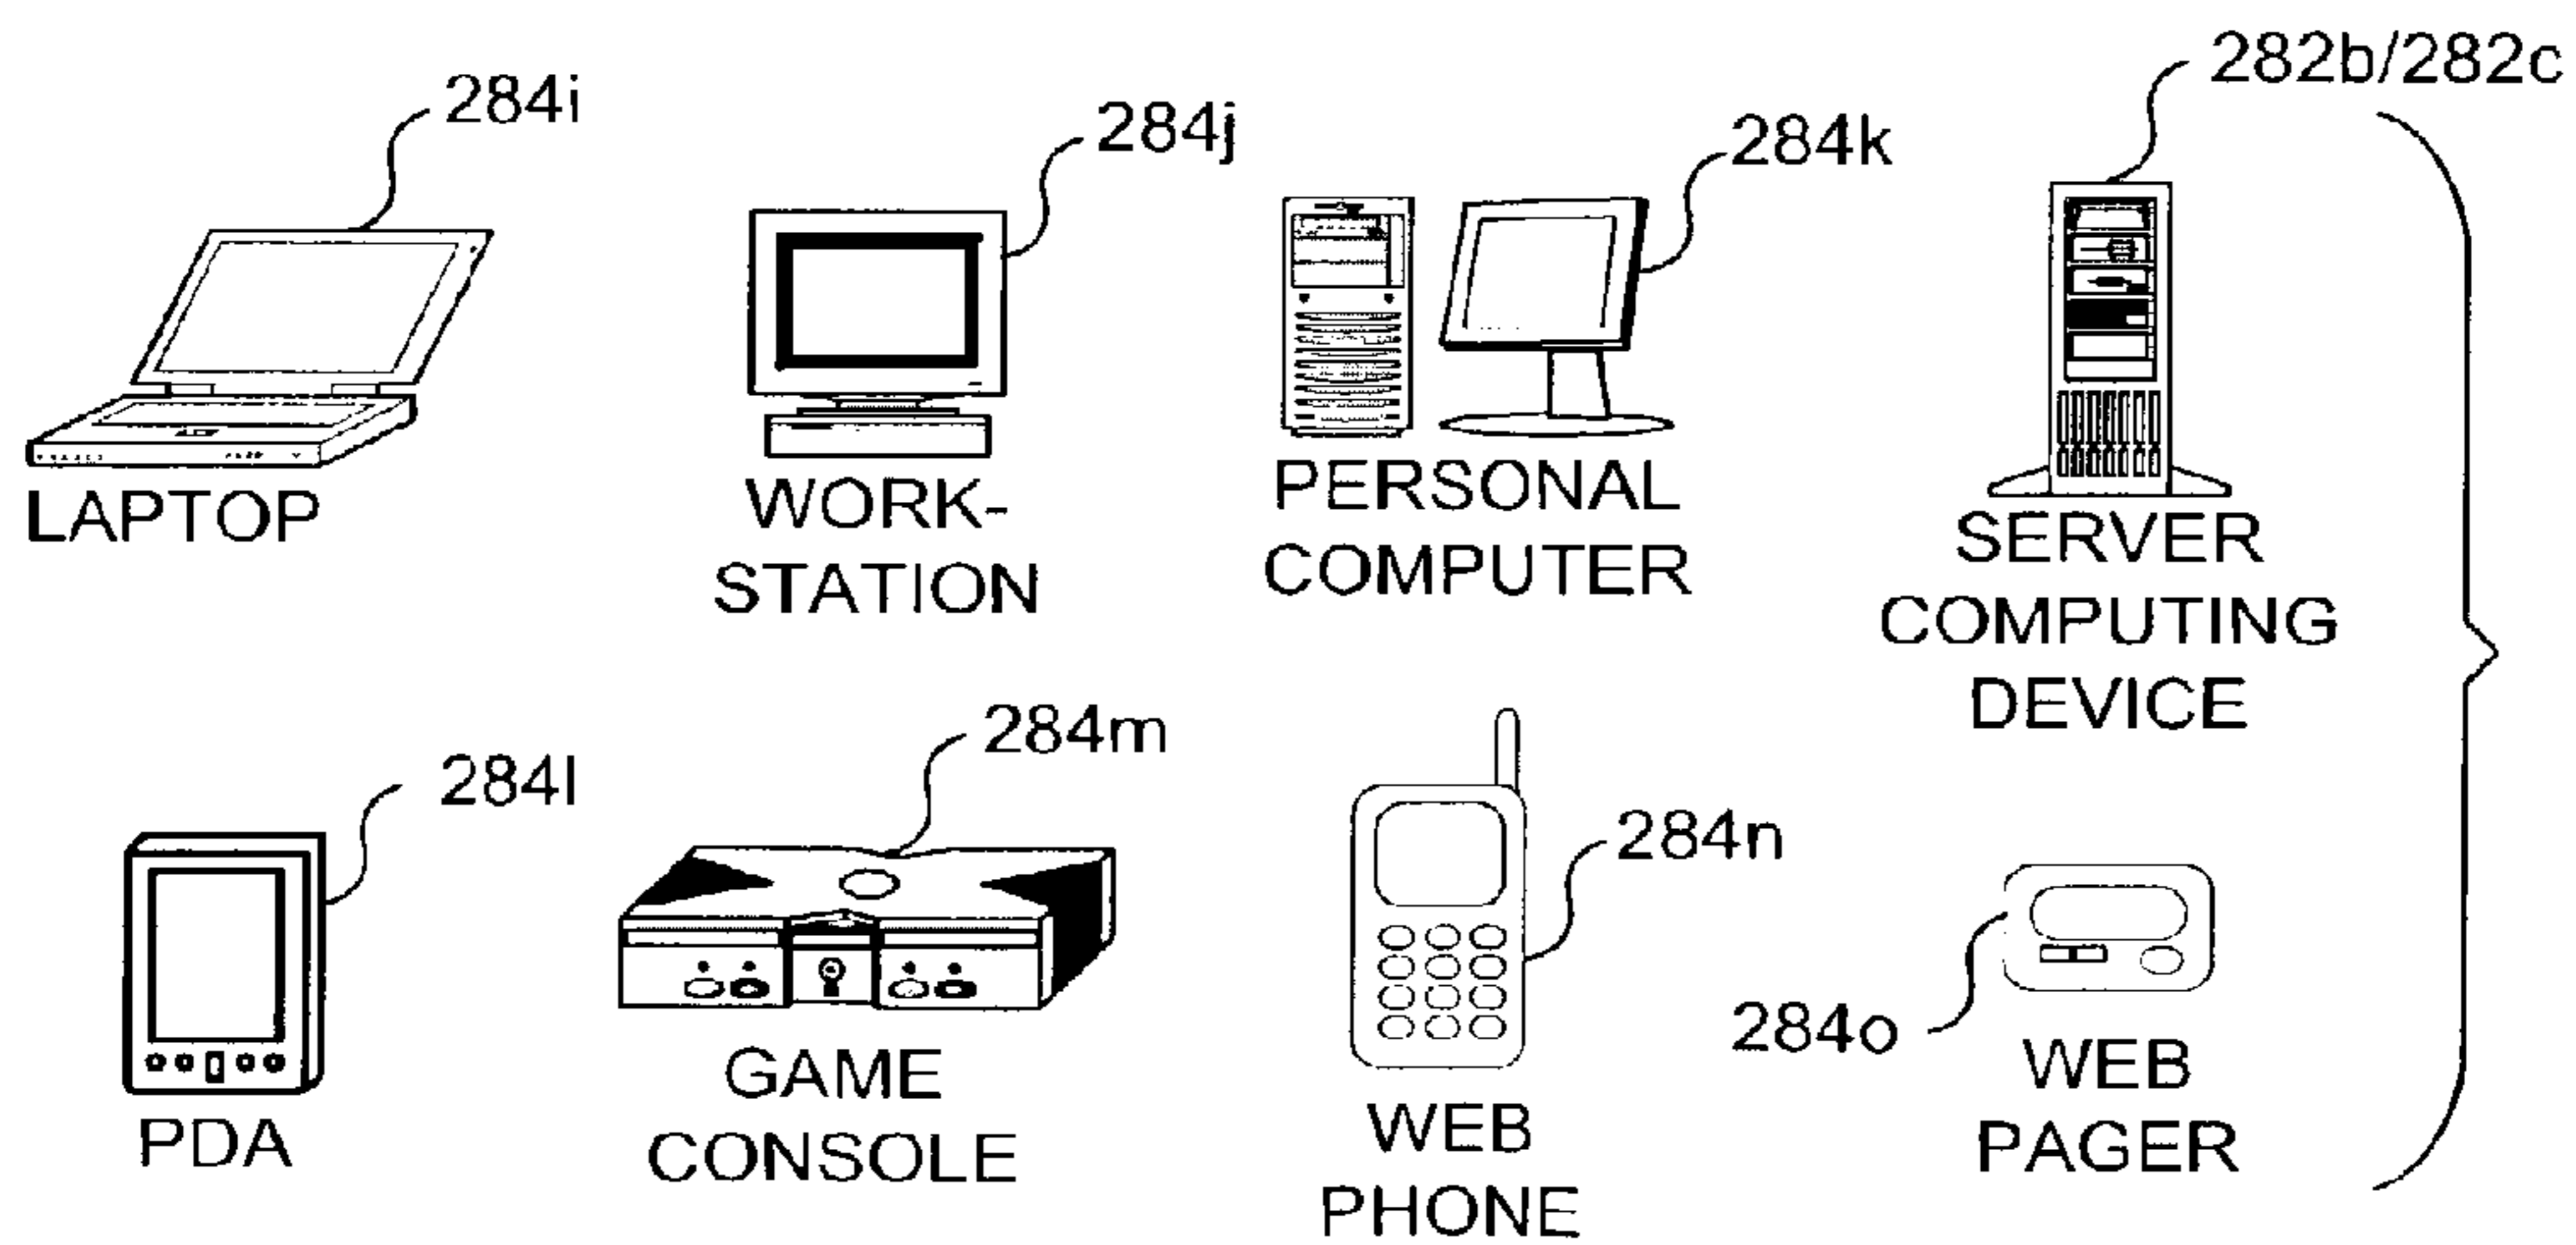 284i
LAPTOP
284j
WORK-
STATION
284k
PERSONAL
COMPUTER
282b/282c
SERVER
COMPUTING
DEVICE
284l
PDA
284m
GAME
CONSOLE
284n
WEB
PHONE
284o
WEB
PAGER